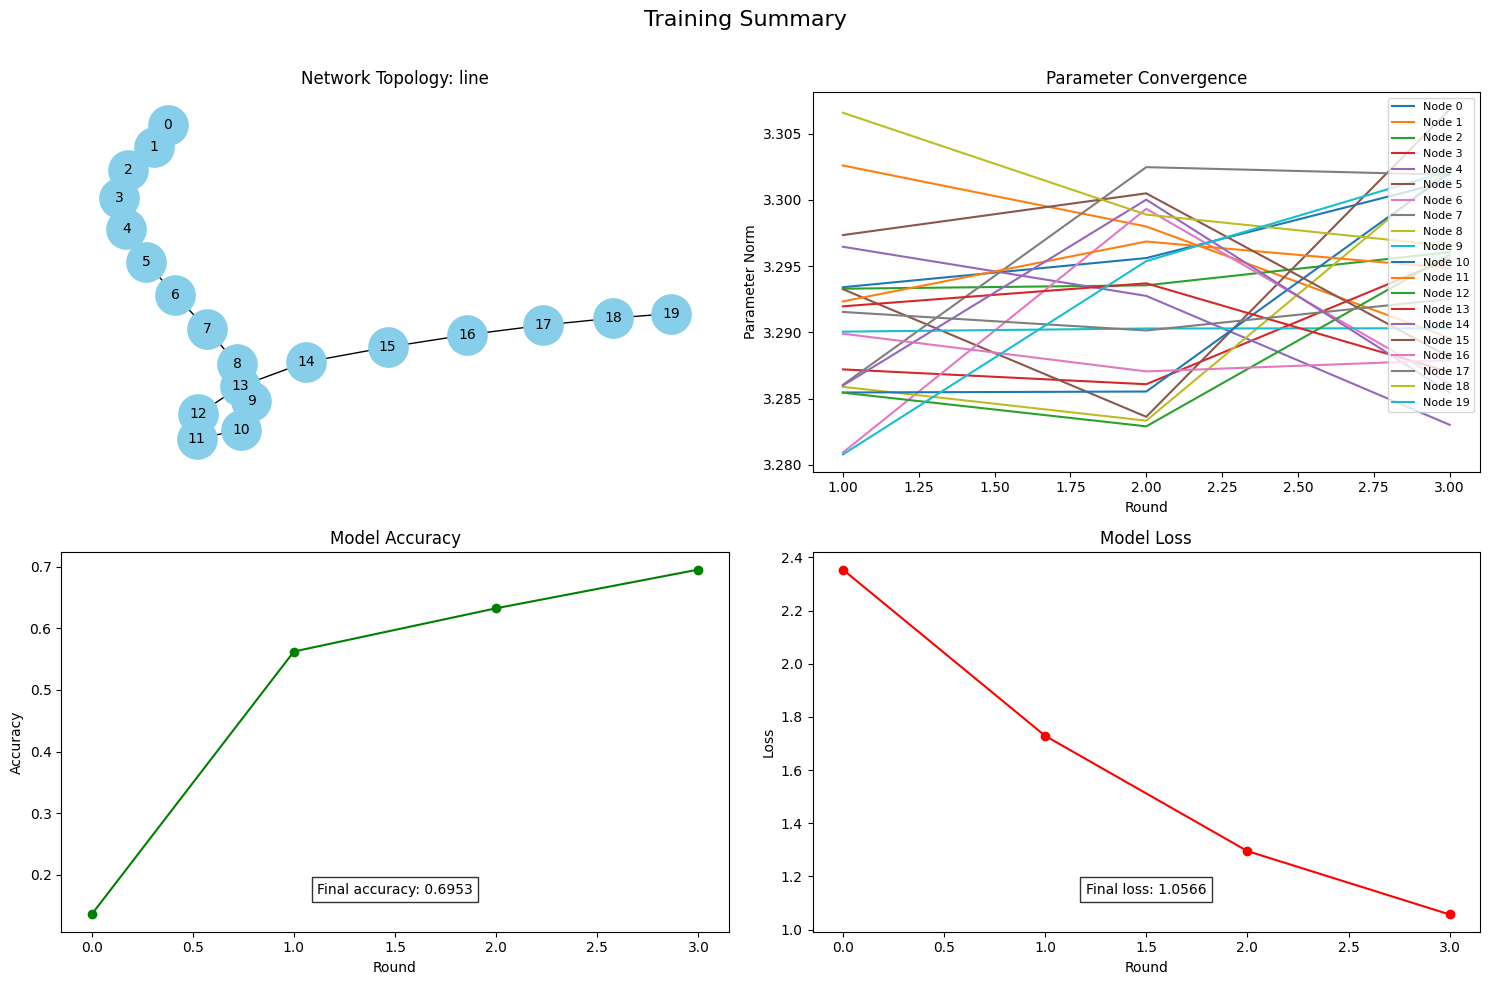 Training Summary
Network Topology: line
0
1
2
3
4
5
6
7
8
13
9
12
10
11
14
15
16
17
18
19
Parameter Convergence
Parameter Norm
3.305
3.300
3.295
3.290
3.285
3.280
1.00 1.25 1.50 1.75 2.00 2.25 2.50 2.75 3.00
Round
Node 0
Node 1
Node 2
Node 3
Node 4
Node 5
Node 6
Node 7
Node 8
Node 9
Node 10
Node 11
Node 12
Node 13
Node 14
Node 15
Node 16
Node 17
Node 18
Node 19
Model Accuracy
Accuracy
0.7
0.6
0.5
0.4
0.3
0.2
Final accuracy: 0.6953
0.0 0.5 1.0 1.5 2.0 2.5 3.0
Round
Model Loss
Loss
2.4
2.2
2.0
1.8
1.6
1.4
1.2
1.0
Final loss: 1.0566
0.0 0.5 1.0 1.5 2.0 2.5 3.0
Round